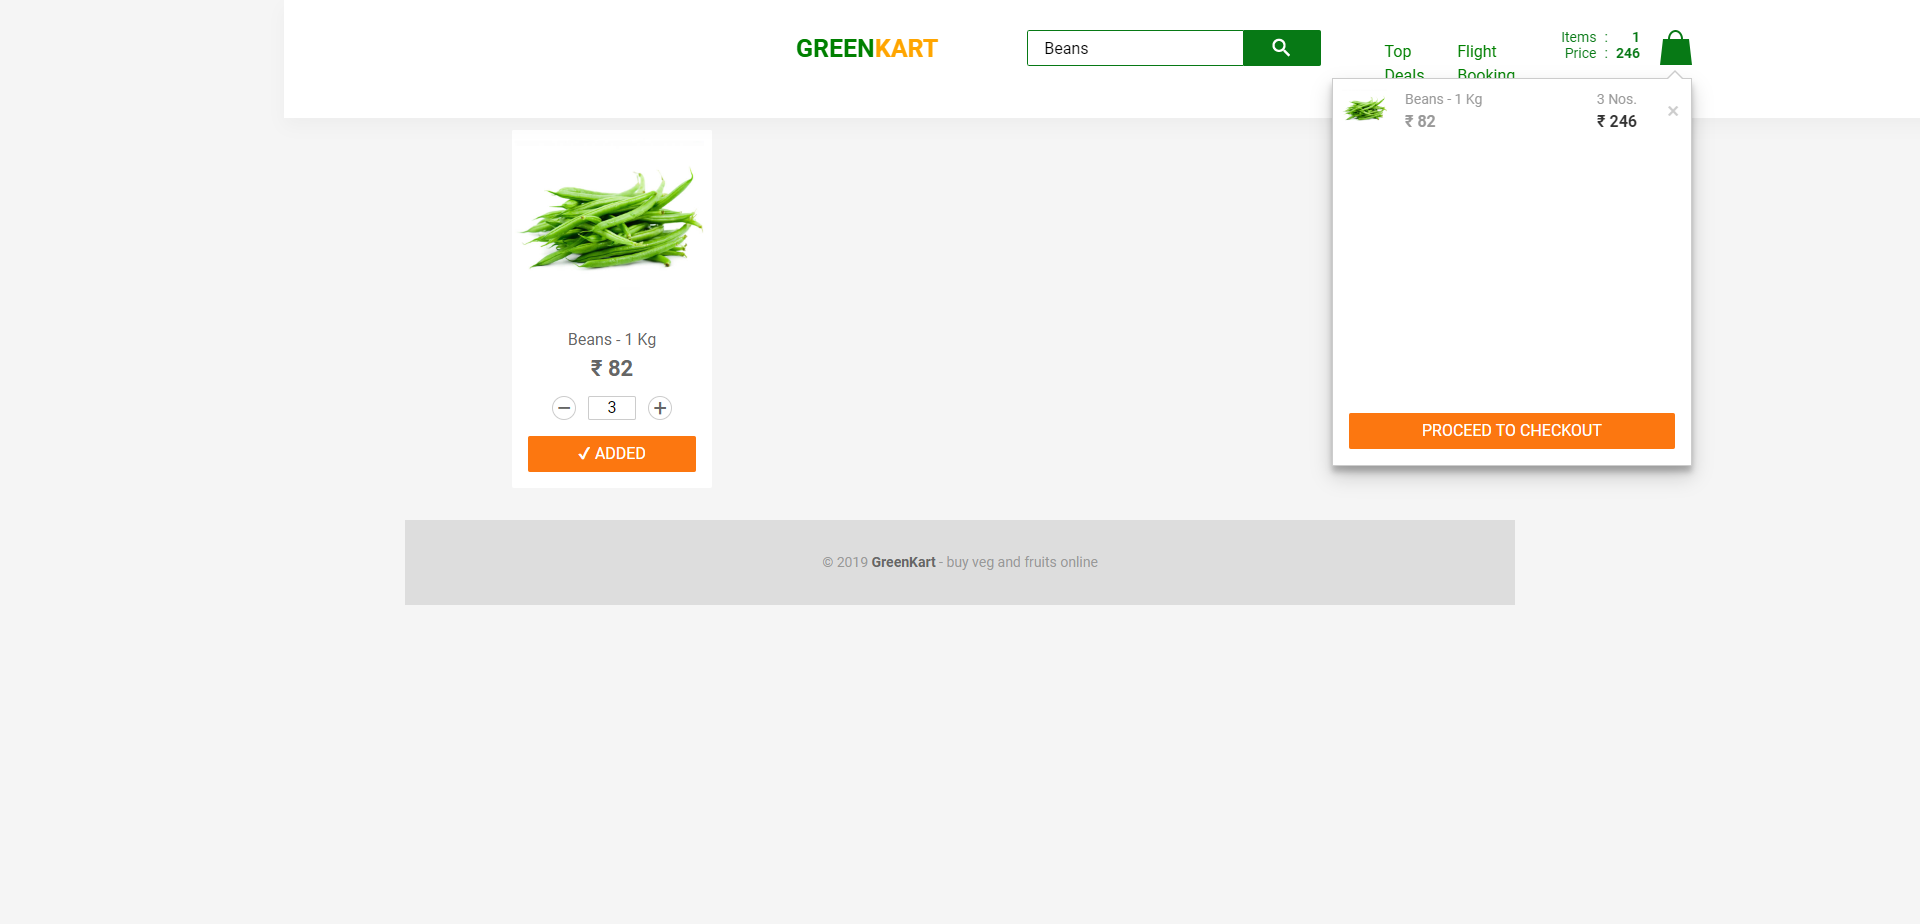 GREENKART
Beans
Top
Deals
Flight
Booking
Items : 1
Price : 246
Beans - 1 Kg
₹ 82
3 Nos.
₹ 246
×
PROCEED TO CHECKOUT
Beans - 1 Kg
₹ 82
3
✓ ADDED
© 2019 GreenKart - buy veg and fruits online